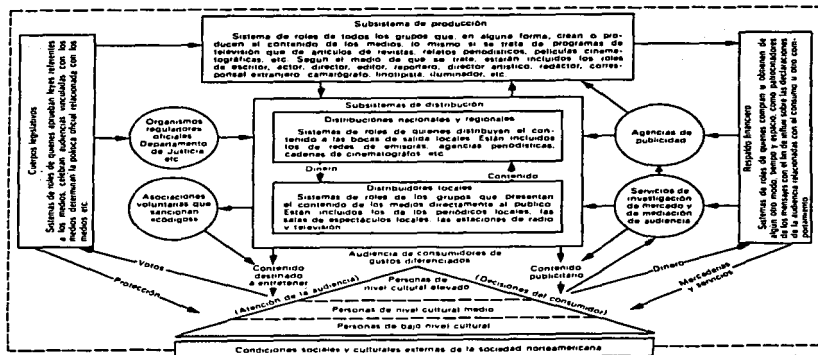 Subsistema de producción
Sistema de roles de todos los grupos que, en alguna forma, crean o pro-
ducen el contenido de los medios, lo mismo si se trata de programas de
televisión que de artículos de revistas, relatos periodísticos, películas cinema-
tográficas, etc. Según el medio de que se trate, estarán incluidos los roles
de escritor, actor, director, editor, reportero, director artístico, redactor, corres-
ponsal extranjero, camarógrafo, linotipista, iluminador, etc.
Cuerpos legislativos
Sistemas de roles de quienes aprueban leyes referentes
a los medios, celebran audiencias vinculadas con los
medios, determinan la política oficial relacionada con los
medios etc
Organismos
reguladores
oficiales
Departamento
de Justicia
etc
Asociaciones
voluntarias que
sancionan
«códigos»
Subsistemas de distribución
Distribuciones nacionales y regionales
Sistemas de roles de quienes distribuyen el con-
tenido a las bocas de salida locales. Están incluidos
los de redes de emisoras, agencias periodísticas,
cadenas de cinematógrafos etc
Dinero
Contenido
Distribuidores locales
Sistemas de roles de los grupos que presentan
el contenido de los medios directamente al público
Están incluidos los de los periódicos locales, las
salas de espectáculos locales, las estaciones de radio
y televisión
Agencias de
publicidad
Servicios de
investigación
de mercado y de
mediación de
audiencia
Respaldo financiero
Sistemas de roles de quienes compran u obtienen de
algún otro modo, tiempo y espacio, como patrocinadores
de los mensajes con el fin de influir sobre las declaraciones
de la audiencia relacionadas con el consumo u otro com-
portamiento
Audiencia de consumidores de
gustos diferenciados
Votos
Protección
Contenido
destinado
a entretener
Contenido
publicitario
Dinero
Mercaderías
y servicios
(Atención de la audiencia)
(Decisiones del consumidor)
Personas de
nivel cultural elevado
Personas de nivel cultural medio
Personas de bajo nivel cultural
Condiciones sociales y culturales externas de la sociedad norteamericana